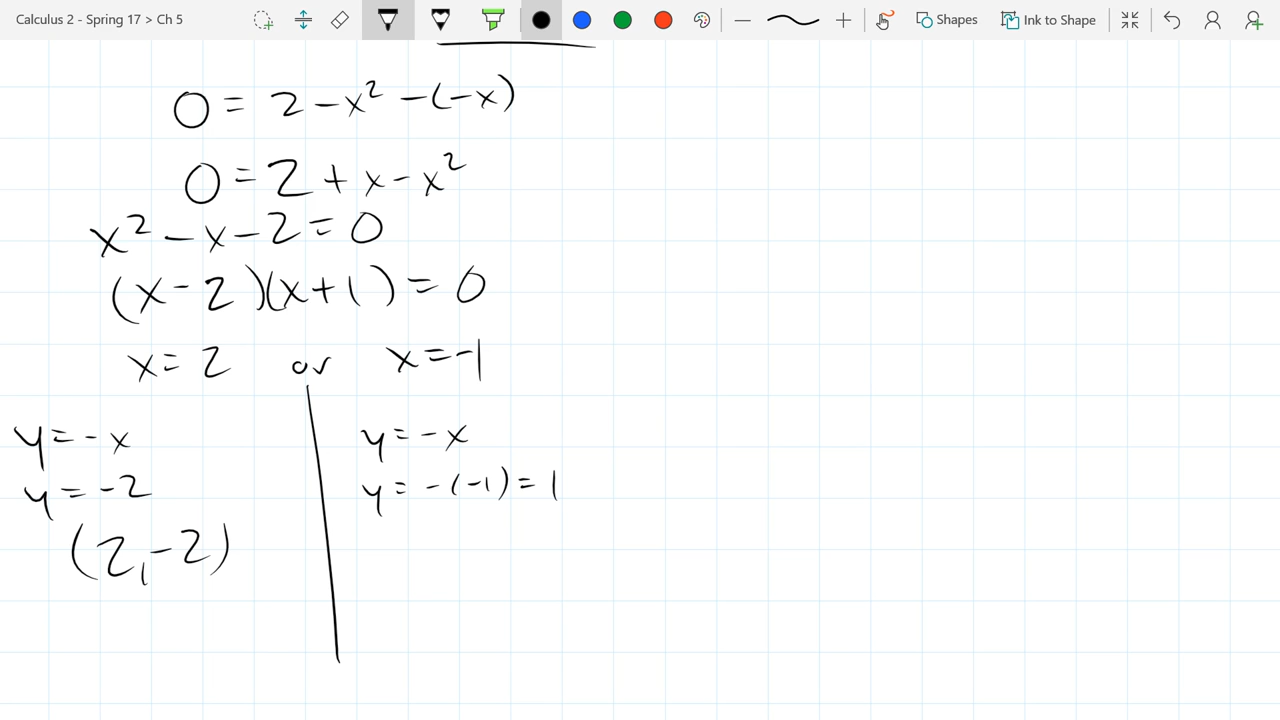 Calculus 2 - Spring 17 > Ch 5 Shapes Ink to Shape
0 = 2 - x² - (-x)
0 = 2 + x - x²
x² - x - 2 = 0
(x - 2)(x + 1) = 0
x = 2 or x = -1
y = -x
y = -2
(2, -2)
y = -x
y = -(-1) = 1